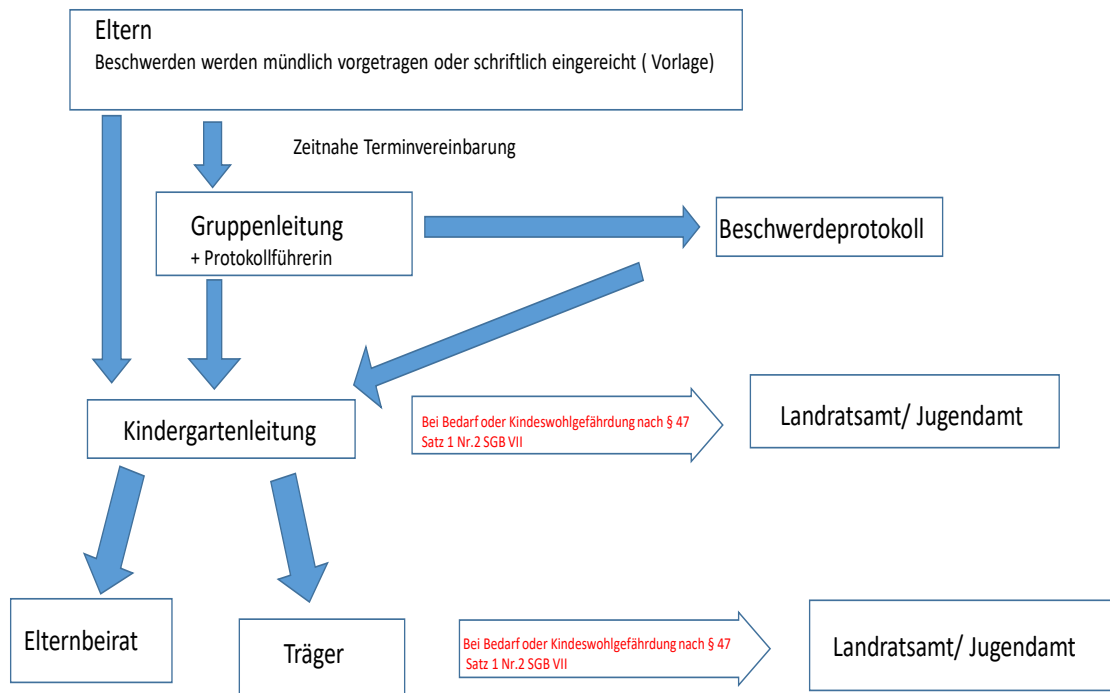 Eltern
Beschwerden werden mündlich vorgetragen oder schriftlich eingereicht ( Vorlage)
Zeitnahe Terminvereinbarung
Gruppenleitung
+ Protokollführerin
Beschwerdeprotokoll
Kindergartenleitung
Bei Bedarf oder Kindeswohlgefährdung nach § 47
Satz 1 Nr.2 SGB VII
Landratsamt/ Jugendamt
Elternbeirat
Träger
Bei Bedarf oder Kindeswohlgefährdung nach § 47
Satz 1 Nr.2 SGB VII
Landratsamt/ Jugendamt